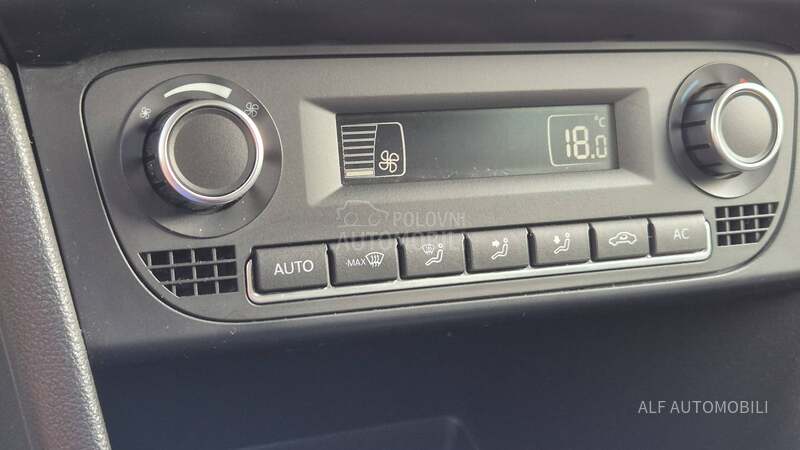 18.0 °C
POLOVNI
AUTOMOBILI
AUTO
MAX
AC
ALF AUTOMOBILI